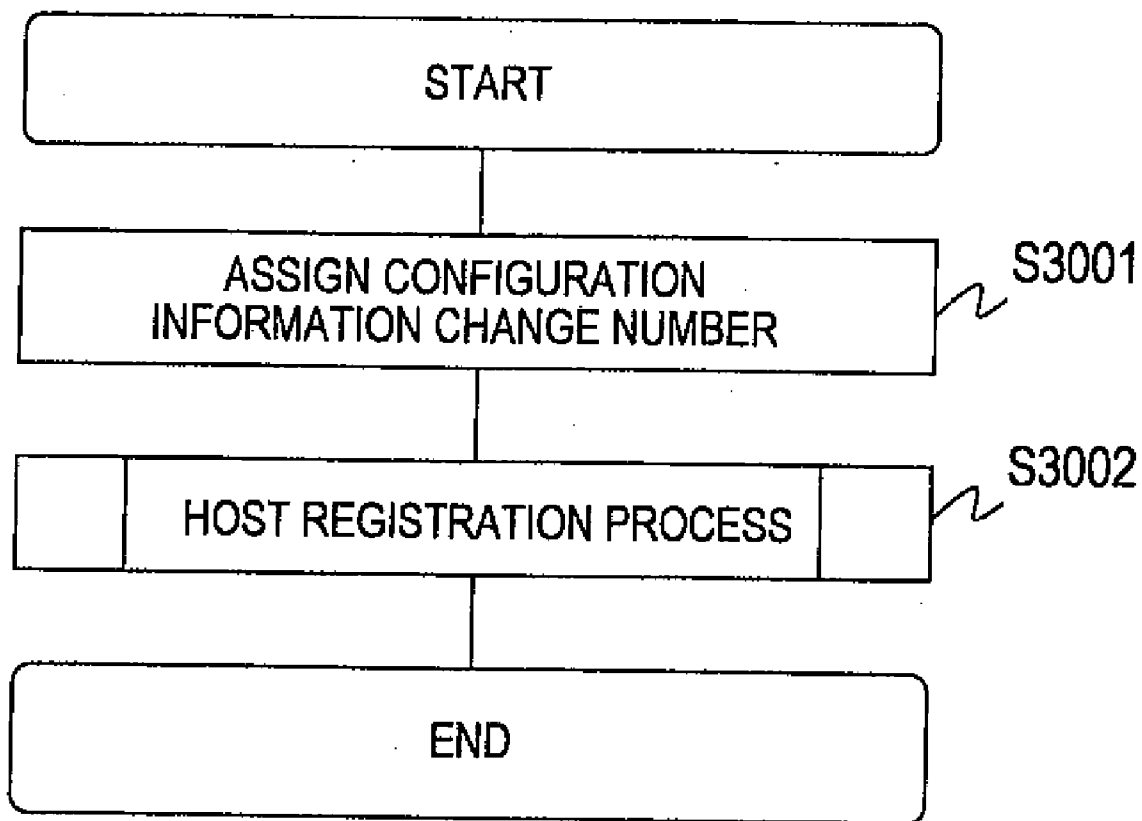 START
ASSIGN CONFIGURATION
INFORMATION CHANGE NUMBER
S3001
HOST REGISTRATION PROCESS
S3002
END